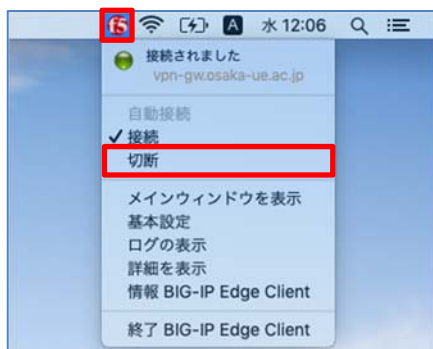 f5 A 水 12:06
接続されました
vpn-gw.osaka-ue.ac.jp
自動接続
✓接続
切断
メインウィンドウを表示
基本設定
ログの表示
詳細を表示
情報 BIG-IP Edge Client
終了 BIG-IP Edge Client